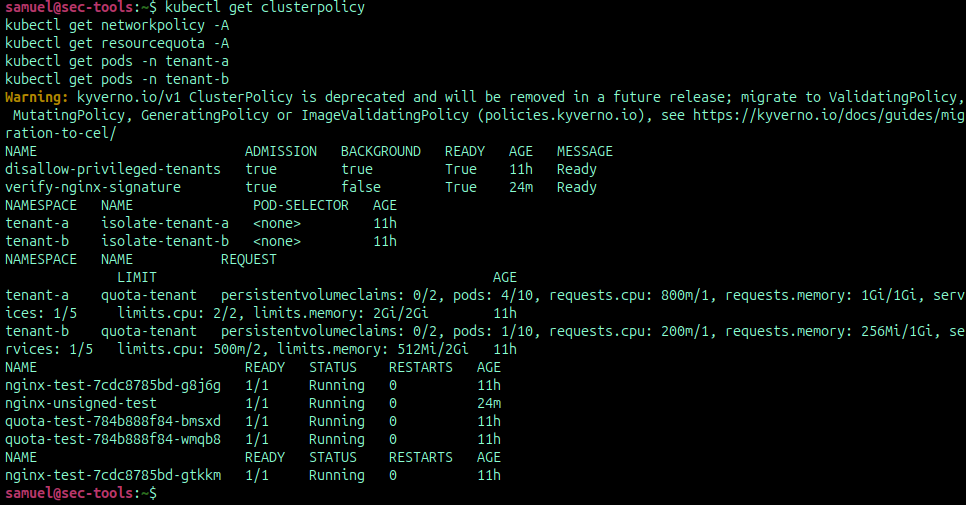 samuel@sec-tools:~$ kubectl get clusterpolicy
kubectl get networkpolicy -A
kubectl get resourcequota -A
kubectl get pods -n tenant-a
kubectl get pods -n tenant-b
Warning: kyverno.io/v1 ClusterPolicy is deprecated and will be removed in a future release; migrate to ValidatingPolicy,
 MutatingPolicy, GeneratingPolicy or ImageValidatingPolicy (policies.kyverno.io), see https://kyverno.io/docs/guides/mig
ration-to-cel/
NAME                          ADMISSION   BACKGROUND   READY   AGE   MESSAGE
disallow-privileged-tenants   true        true         True    11h   Ready
verify-nginx-signature        true        false        True    24m   Ready
NAMESPACE   NAME               POD-SELECTOR   AGE
tenant-a    isolate-tenant-a   <none>         11h
tenant-b    isolate-tenant-b   <none>         11h
NAMESPACE   NAME           REQUEST
              LIMIT                                          AGE
tenant-a    quota-tenant   persistentvolumeclaims: 0/2, pods: 4/10, requests.cpu: 800m/1, requests.memory: 1Gi/1Gi, serv
ices: 1/5     limits.cpu: 2/2, limits.memory: 2Gi/2Gi        11h
tenant-b    quota-tenant   persistentvolumeclaims: 0/2, pods: 1/10, requests.cpu: 200m/1, requests.memory: 256Mi/1Gi, se
rvices: 1/5   limits.cpu: 500m/2, limits.memory: 512Mi/2Gi   11h
NAME                          READY   STATUS    RESTARTS   AGE
nginx-test-7cdc8785bd-g8j6g   1/1     Running   0          11h
nginx-unsigned-test           1/1     Running   0          24m
quota-test-784b888f84-bmsxd   1/1     Running   0          11h
quota-test-784b888f84-wmqb8   1/1     Running   0          11h
NAME                          READY   STATUS    RESTARTS   AGE
nginx-test-7cdc8785bd-gtkkm   1/1     Running   0          11h
samuel@sec-tools:~$